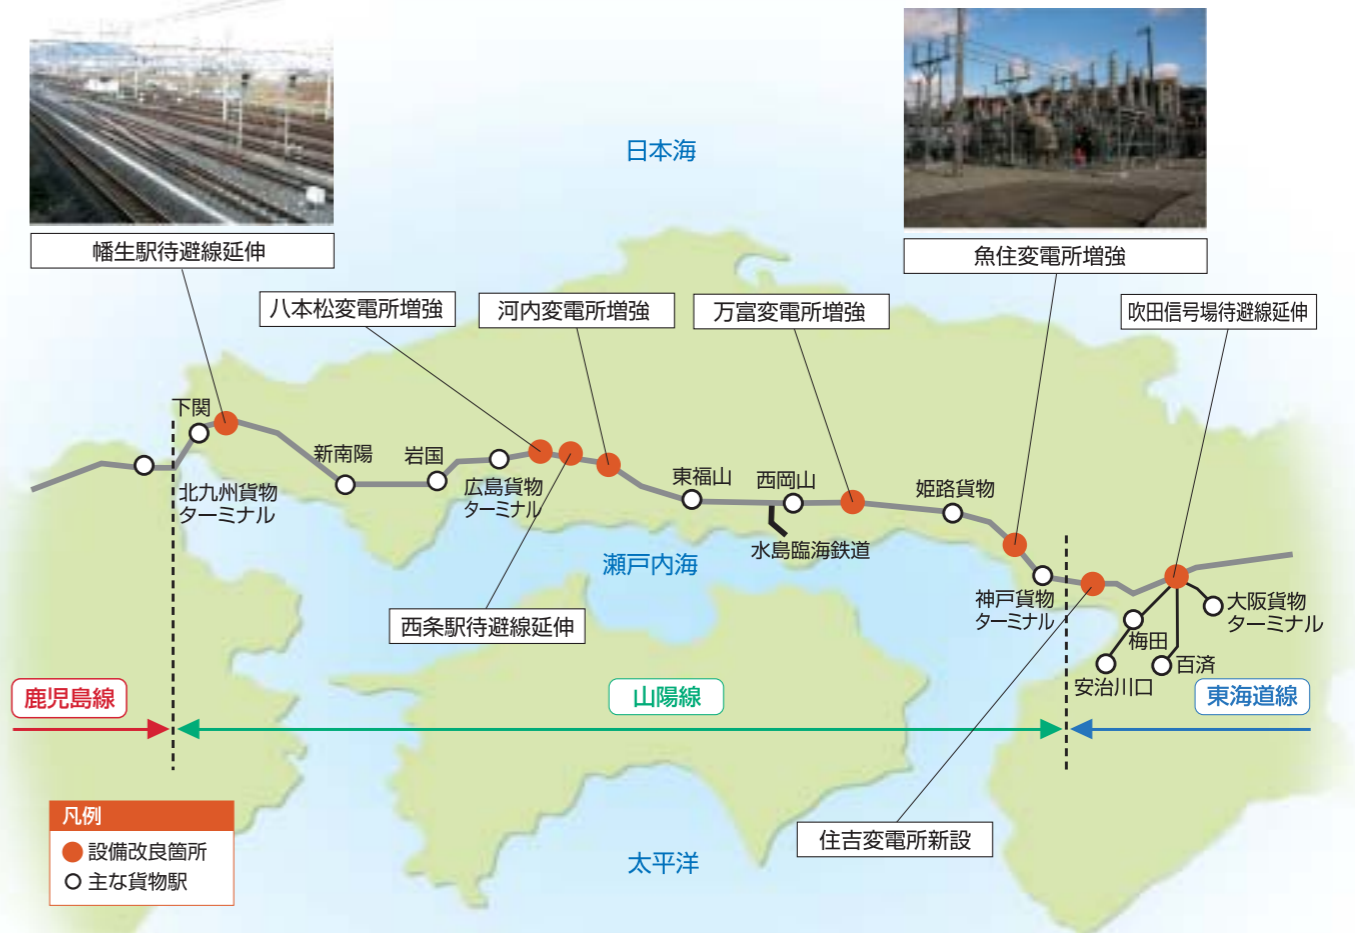 日本海
幡生駅待避線延伸
魚住変電所増強
八本松変電所増強
河内変電所増強
万富変電所増強
吹田信号場待避線延伸
下関
新南陽
岩国
広島貨物
ターミナル
東福山
西岡山
姫路貨物
北九州貨物
ターミナル
水島臨海鉄道
瀬戸内海
神戸貨物
ターミナル
大阪貨物
ターミナル
梅田
百済
安治川口
西条駅待避線延伸
鹿児島線
山陽線
東海道線
凡例
設備改良箇所
主な貨物駅
住吉変電所新設
太平洋